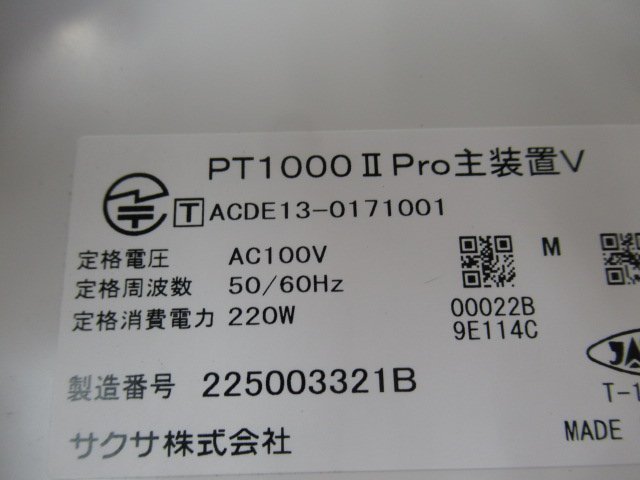 PT1000ⅡPro主装置V
T ACDE13-0171001
定格電圧 AC100V
定格周波数 50/60Hz
定格消費電力 220W
M
00022B
9E114C
製造番号 225003321B
サクサ株式会社
JA
T-1
MADE